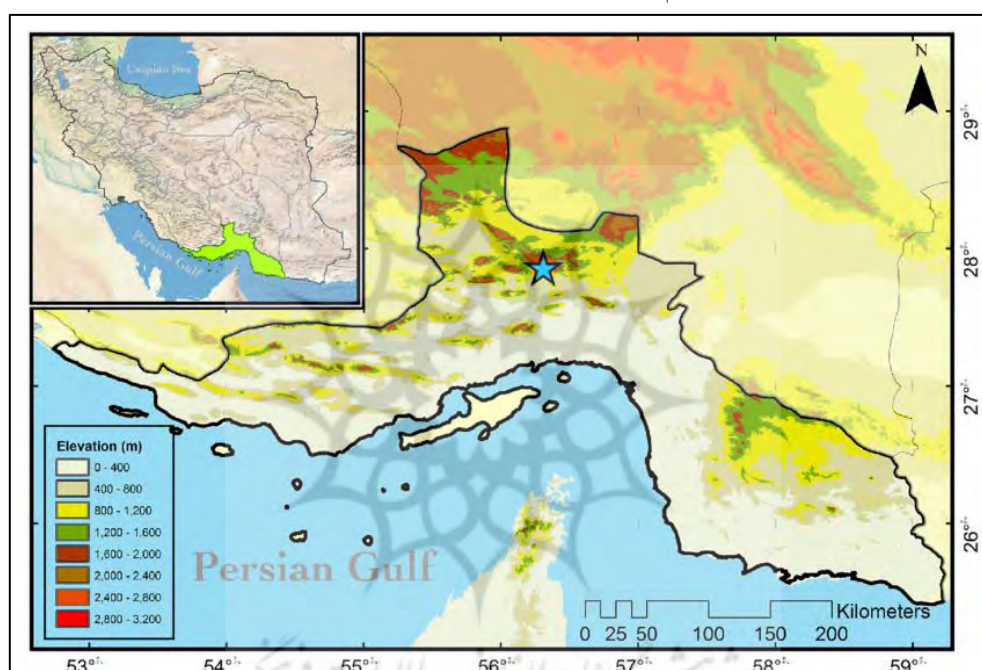 Caspian Sea
Persian Gulf
N
29°
28°
27°
26°
Elevation (m)
0 - 400
400 - 800
800 - 1,200
1,200 - 1,600
1,600 - 2,000
2,000 - 2,400
2,400 - 2,800
2,800 - 3,200
Persian Gulf
Kilometers
0 25 50 100 150 200
53° 54° 55° 56° 57° 58° 59°